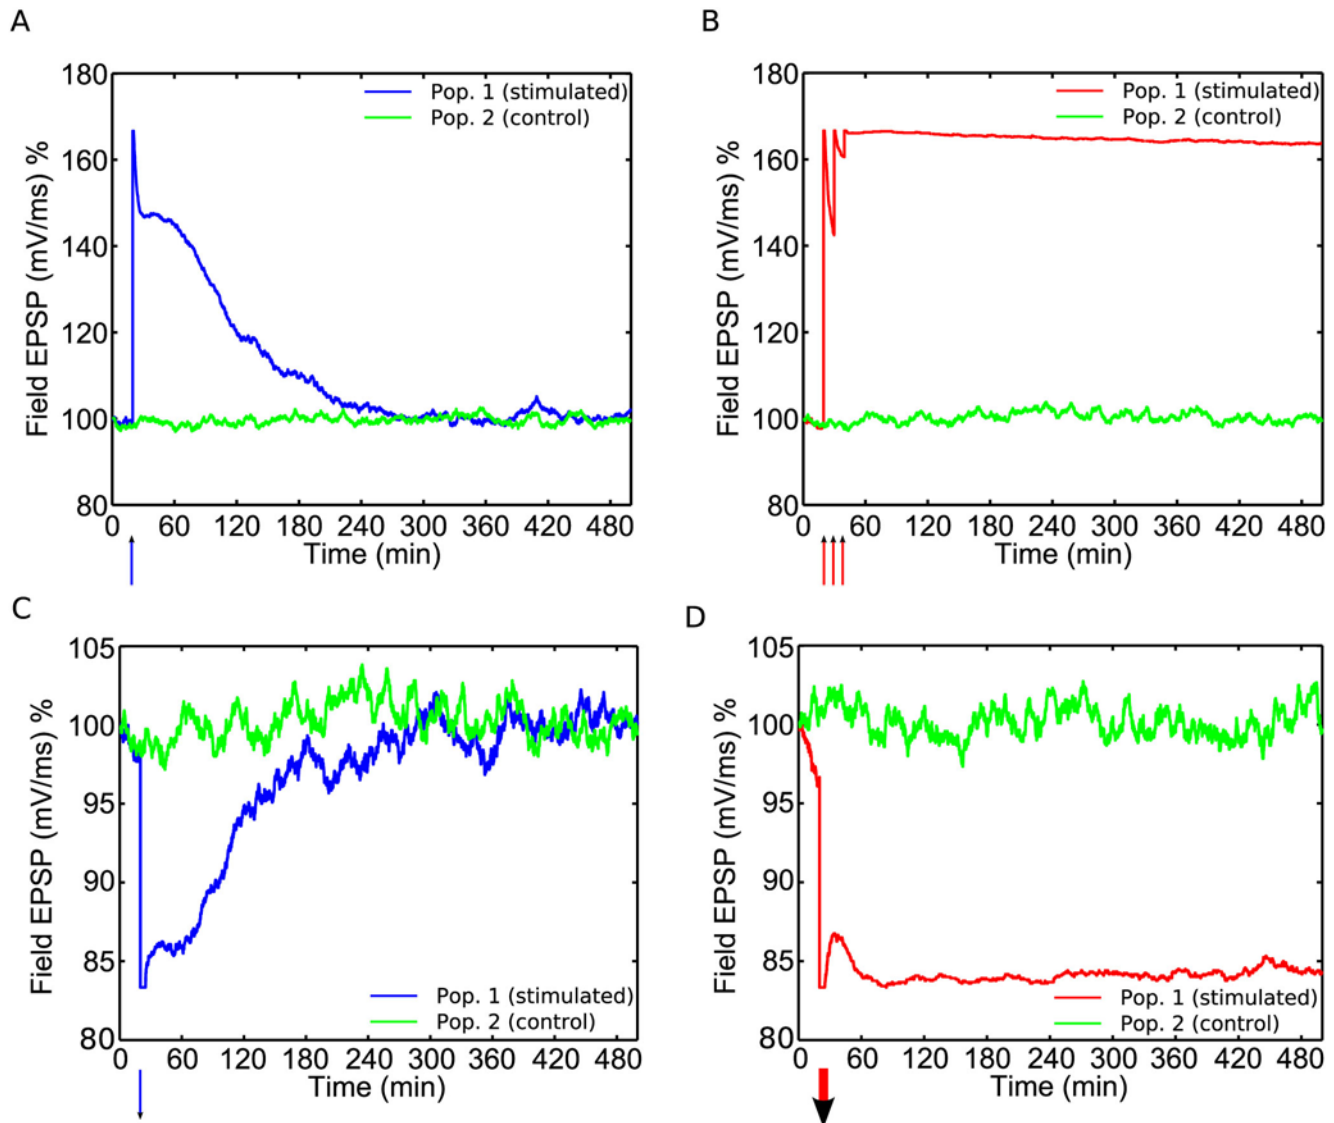 A
Field EPSP (mV/ms) %
180
160
140
120
100
80
Pop. 1 (stimulated)
Pop. 2 (control)
0 60 120 180 240 300 360 420 480
Time (min)
B
Field EPSP (mV/ms) %
180
160
140
120
100
80
Pop. 1 (stimulated)
Pop. 2 (control)
0 60 120 180 240 300 360 420 480
Time (min)
C
Field EPSP (mV/ms) %
105
100
95
90
85
80
Pop. 1 (stimulated)
Pop. 2 (control)
0 60 120 180 240 300 360 420 480
Time (min)
D
Field EPSP (mV/ms) %
105
100
95
90
85
80
Pop. 1 (stimulated)
Pop. 2 (control)
0 60 120 180 240 300 360 420 480
Time (min)